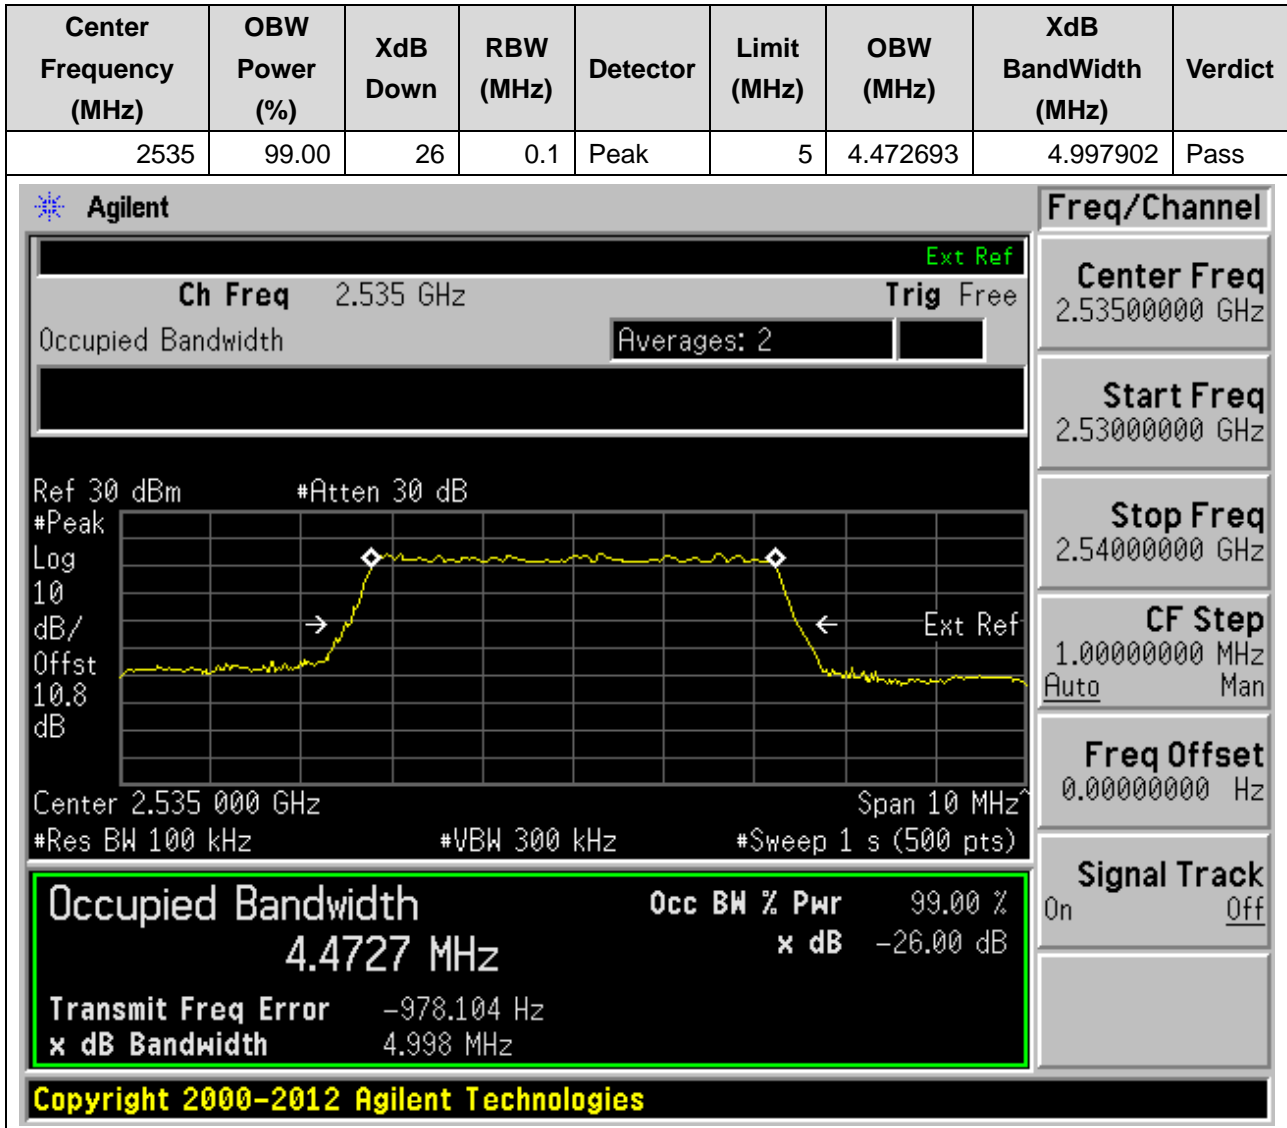 Center Frequency (MHz) OBW Power (%) XdB Down RBW (MHz) Detector Limit (MHz) OBW (MHz) XdB BandWidth (MHz) Verdict
2535 99.00 26 0.1 Peak 5 4.472693 4.997902 Pass
Agilent
Freq/Channel
Ext Ref
Ch Freq 2.535 GHz Trig Free
Occupied Bandwidth Averages: 2
Center Freq
2.53500000 GHz
Start Freq
2.53000000 GHz
Stop Freq
2.54000000 GHz
CF Step
1.00000000 MHz
Auto Man
Freq Offset
0.00000000 Hz
Signal Track
On Off
Ref 30 dBm #Atten 30 dB
#Peak
Log
10
dB/
Offst
10.8
dB
Ext Ref
Center 2.535 000 GHz Span 10 MHz^
#Res BW 100 kHz #VBW 300 kHz #Sweep 1 s (500 pts)
Occupied Bandwidth Occ BW % Pwr 99.00 %
4.4727 MHz x dB -26.00 dB
Transmit Freq Error -978.104 Hz
x dB Bandwidth 4.998 MHz
Copyright 2000-2012 Agilent Technologies